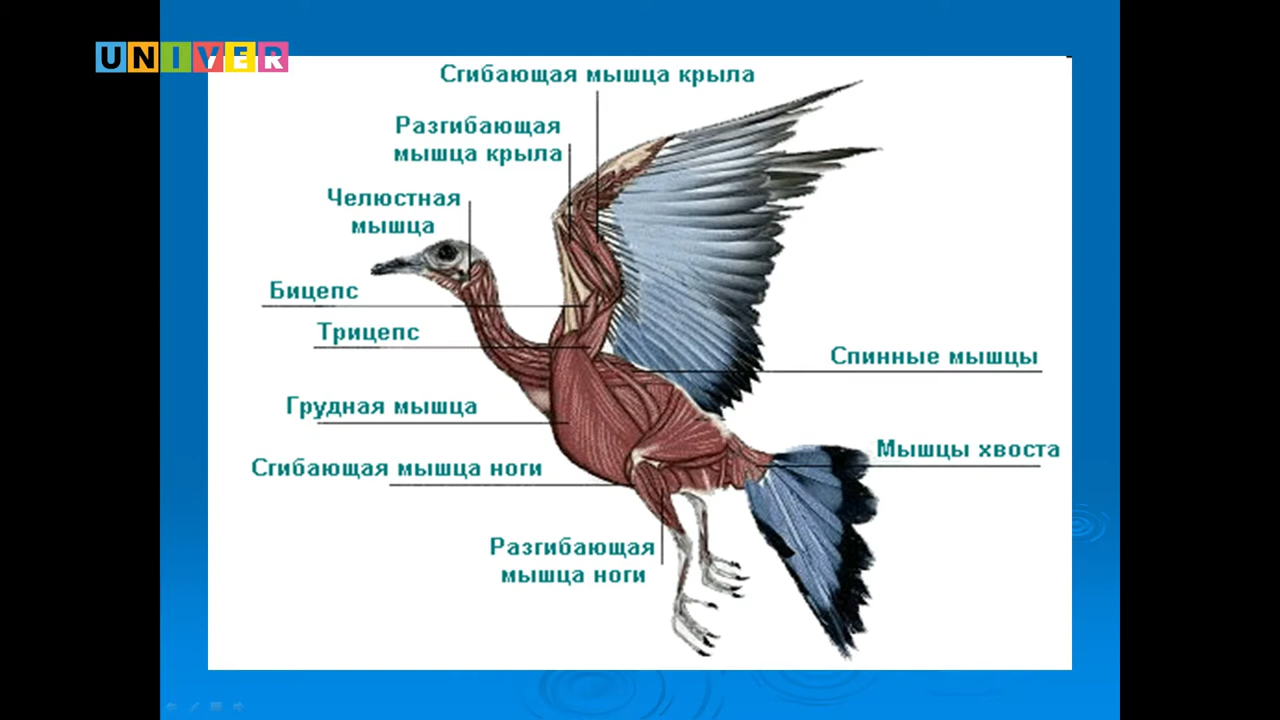 UNIVER
Сгибающая мышца крыла
Разгибающая
мышца крыла
Челюстная
мышца
Бицепс
Трицепс
Спинные мышцы
Грудная мышца
Мышцы хвоста
Сгибающая мышца ноги
Разгибающая
мышца ноги